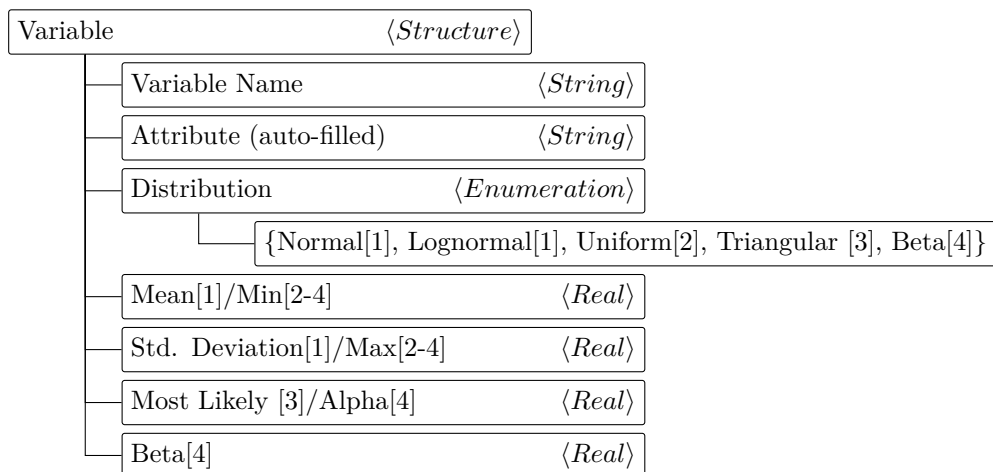 Variable ⟨Structure⟩
Variable Name ⟨String⟩
Attribute (auto-filled) ⟨String⟩
Distribution ⟨Enumeration⟩
{Normal[1], Lognormal[1], Uniform[2], Triangular [3], Beta[4]}
Mean[1]/Min[2-4] ⟨Real⟩
Std. Deviation[1]/Max[2-4] ⟨Real⟩
Most Likely [3]/Alpha[4] ⟨Real⟩
Beta[4] ⟨Real⟩